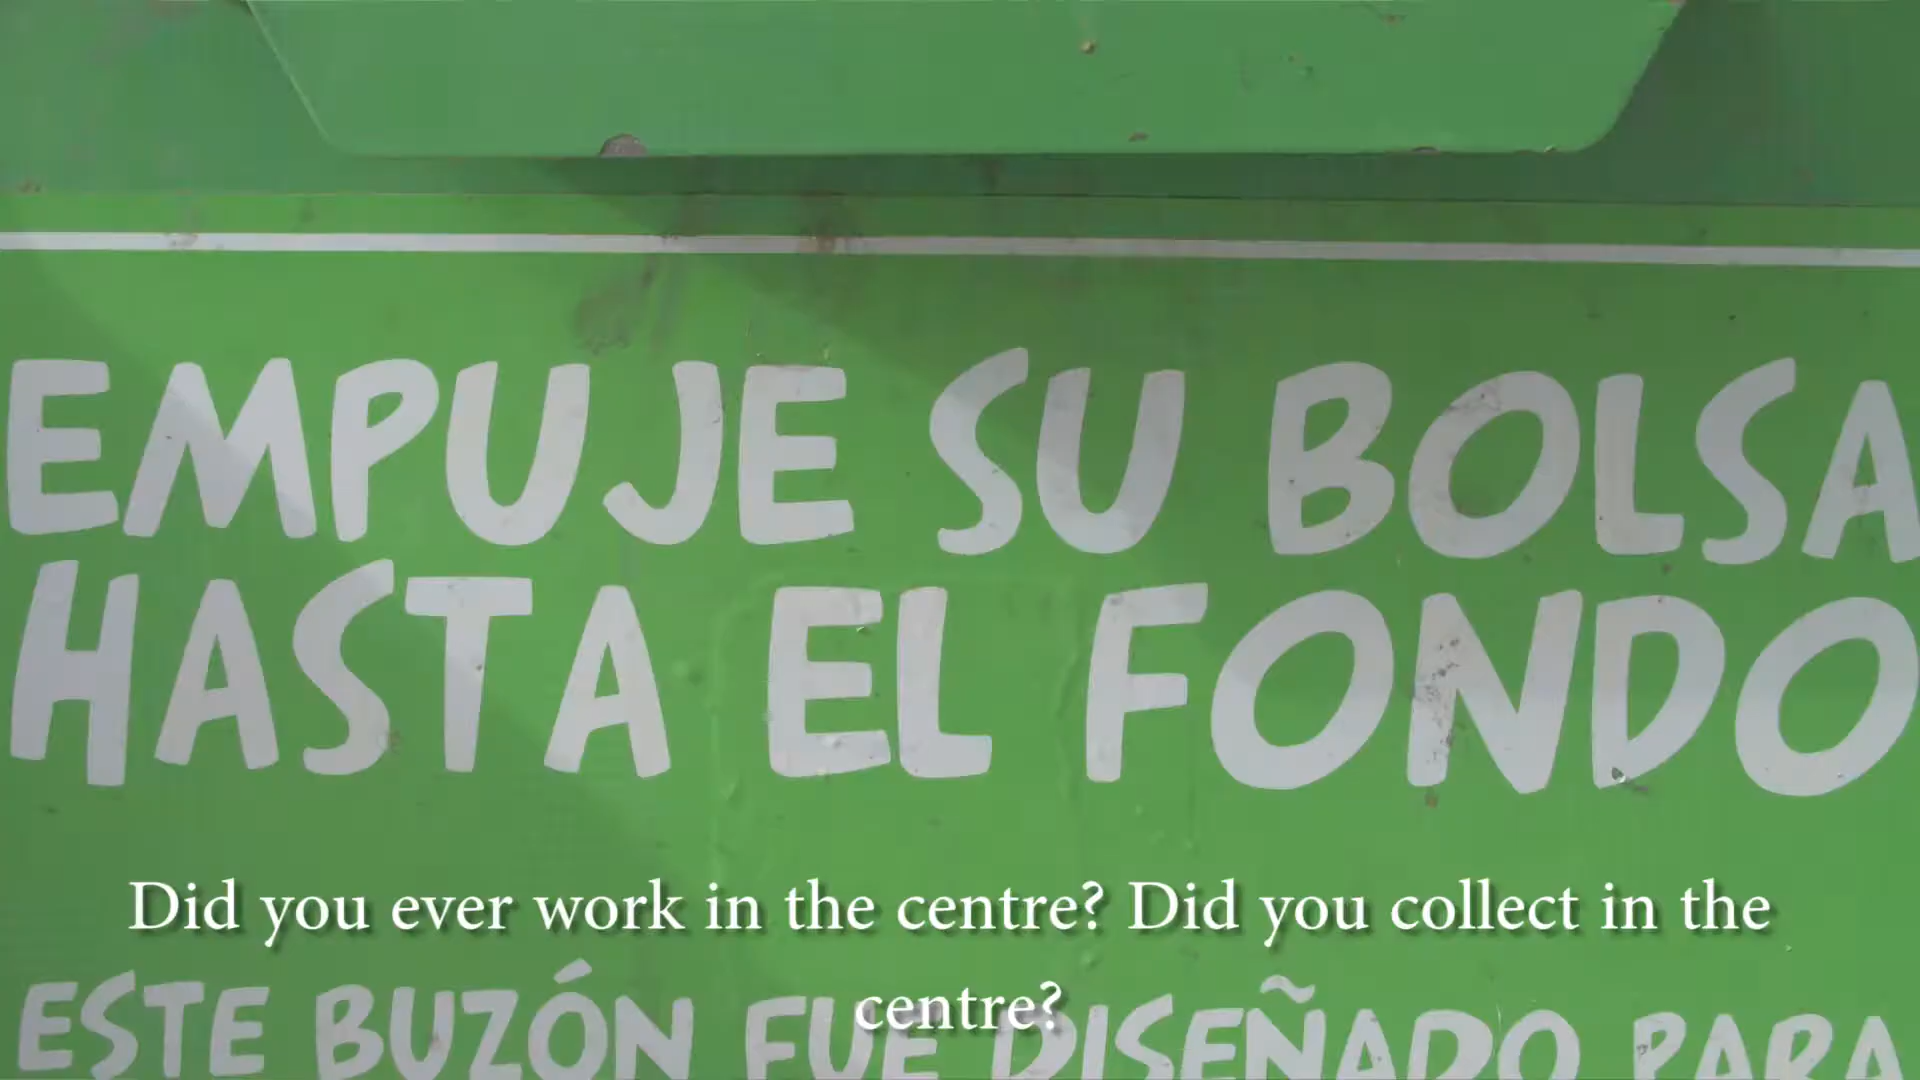 EMPUJE SU BOLSA
HASTA EL FONDO
Did you ever work in the centre? Did you collect in the
centre?
ESTE BUZÓN FUE DISEÑADO PARA